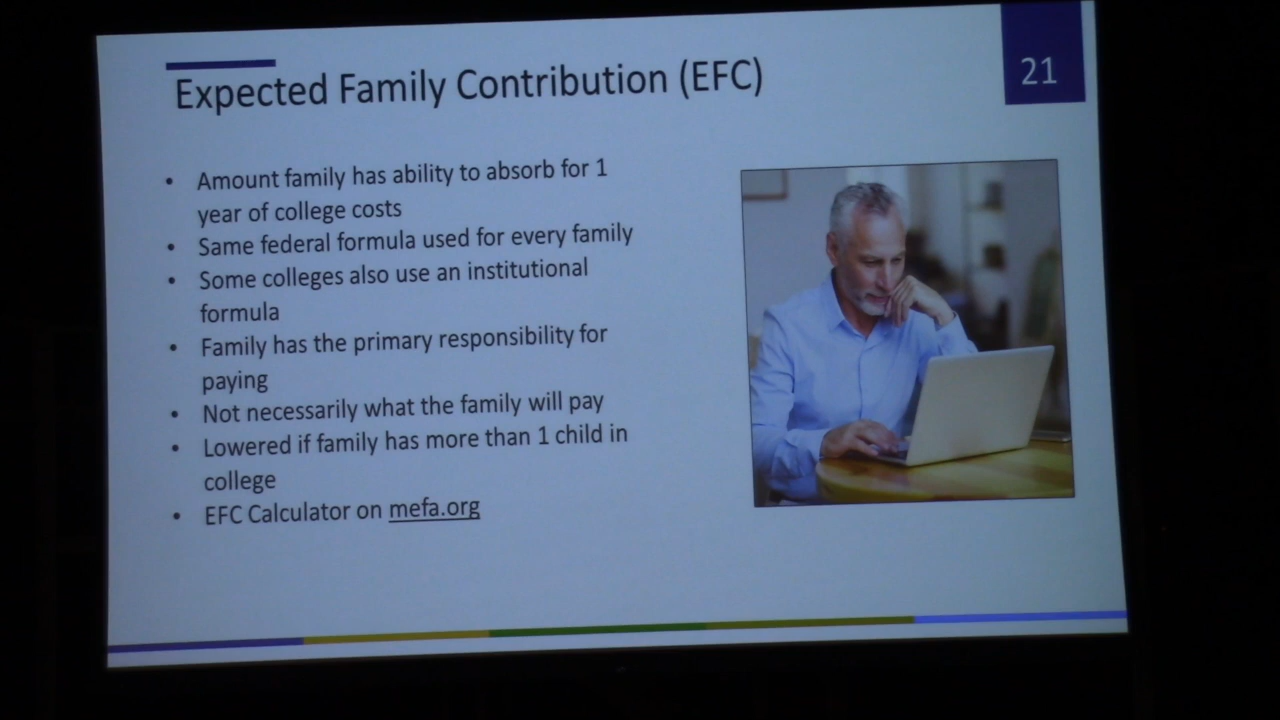 21
Expected Family Contribution (EFC)
• Amount family has ability to absorb for 1
year of college costs
• Same federal formula used for every family
• Some colleges also use an institutional
formula
• Family has the primary responsibility for
paying
• Not necessarily what the family will pay
• Lowered if family has more than 1 child in
college
• EFC Calculator on mefa.org